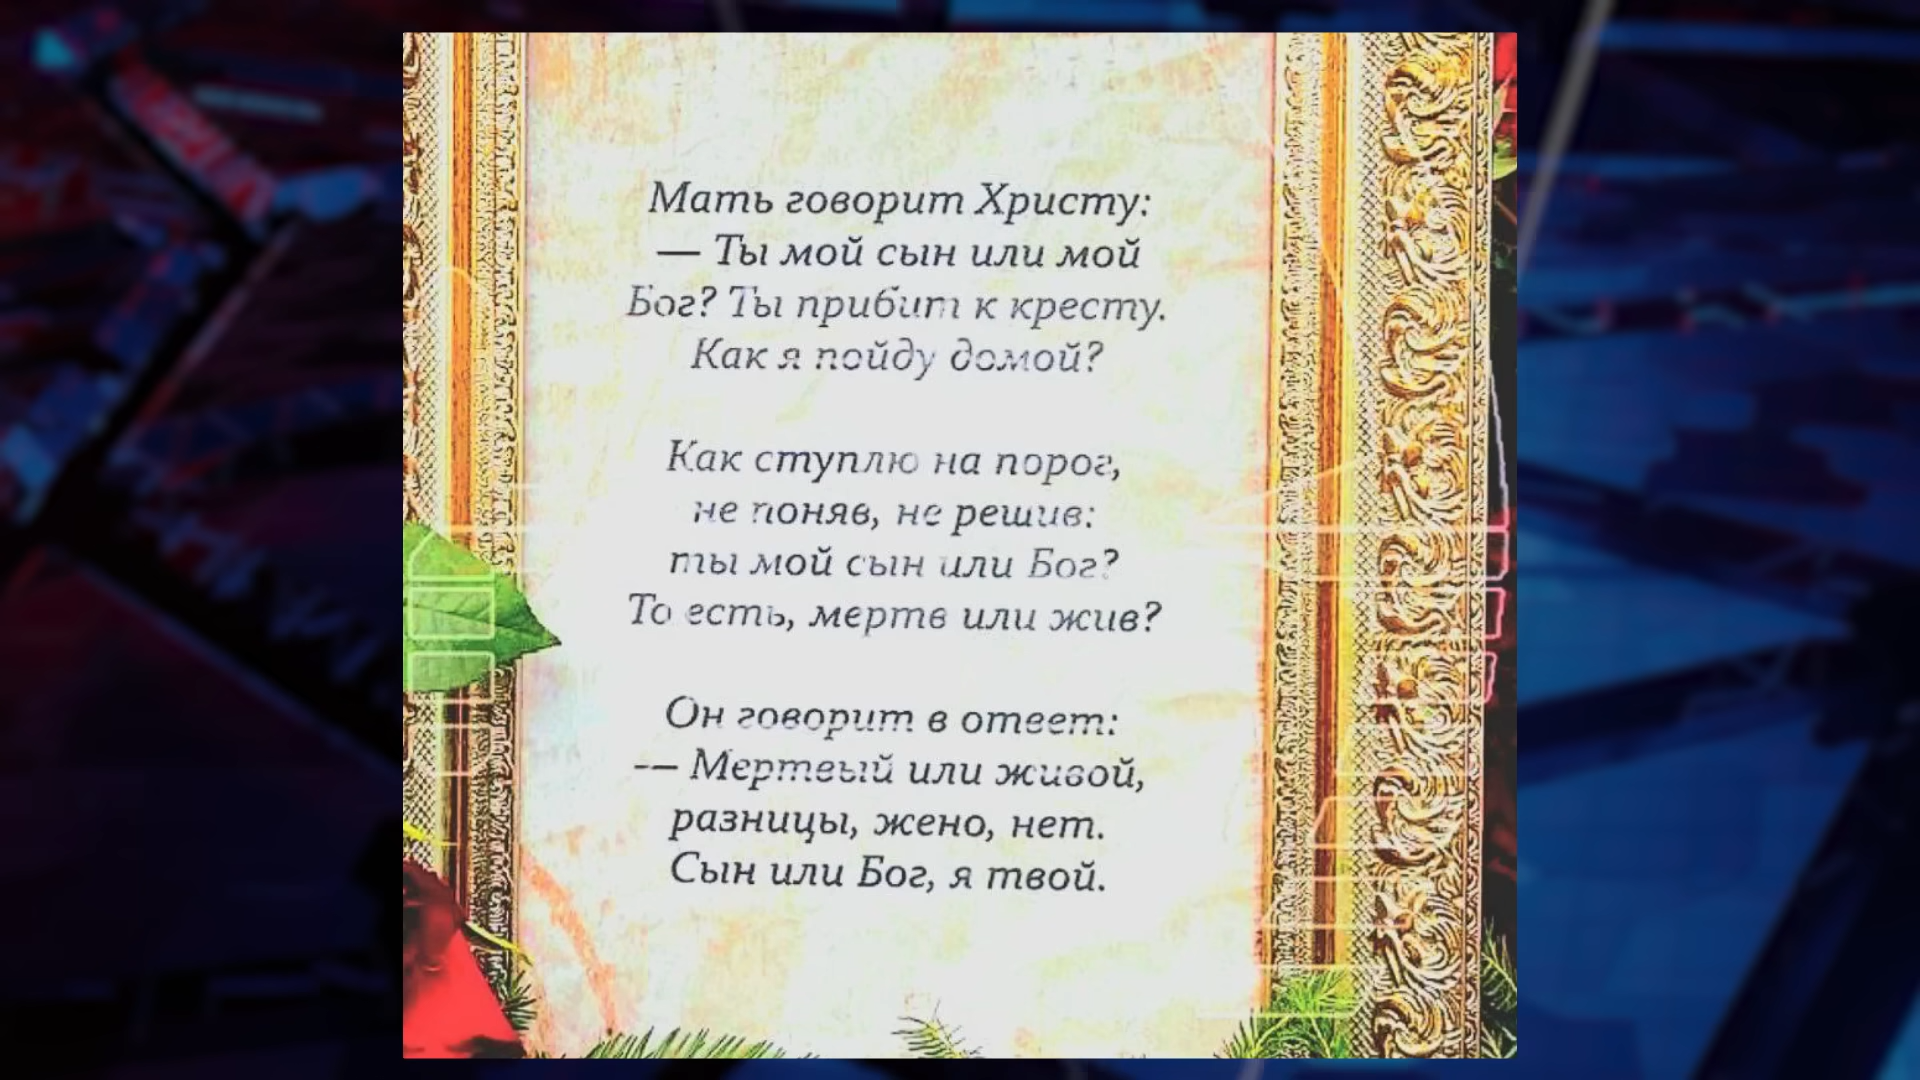 Мать говорит Христу:
— Ты мой сын или мой
Бог? Ты прибит к кресту.
Как я пойду домой?
Как ступлю на порог,
не поняв, не решив:
ты мой сын или Бог?
То есть, мертв или жив?
Он говорит в ответ:
— Мертвый или живой,
разницы, жено, нет.
Сын или Бог, я твой.